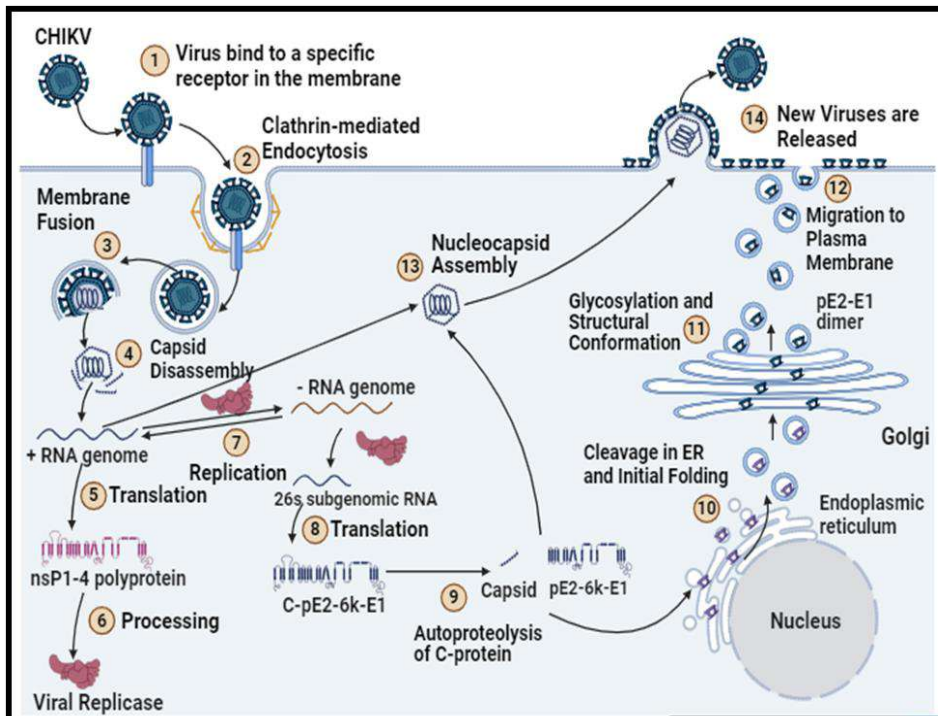 CHIKV
1
Virus bind to a specific
receptor in the membrane
2
Clathrin-mediated
Endocytosis
Membrane
Fusion
3
4
Capsid
Disassembly
+ RNA genome
- RNA genome
7
Replication
5
Translation
nsP1-4 polyprotein
6
Processing
Viral Replicase
26s subgenomic RNA
8
Translation
C-pE2-6k-E1
9
Autoproteolysis
of C-protein
Capsid
pE2-6k-E1
10
Cleavage in ER
and Initial Folding
Endoplasmic
reticulum
Nucleus
Golgi
11
Glycosylation and
Structural
Conformation
pE2-E1
dimer
12
Migration to
Plasma
Membrane
13
Nucleocapsid
Assembly
14
New Viruses are
Released